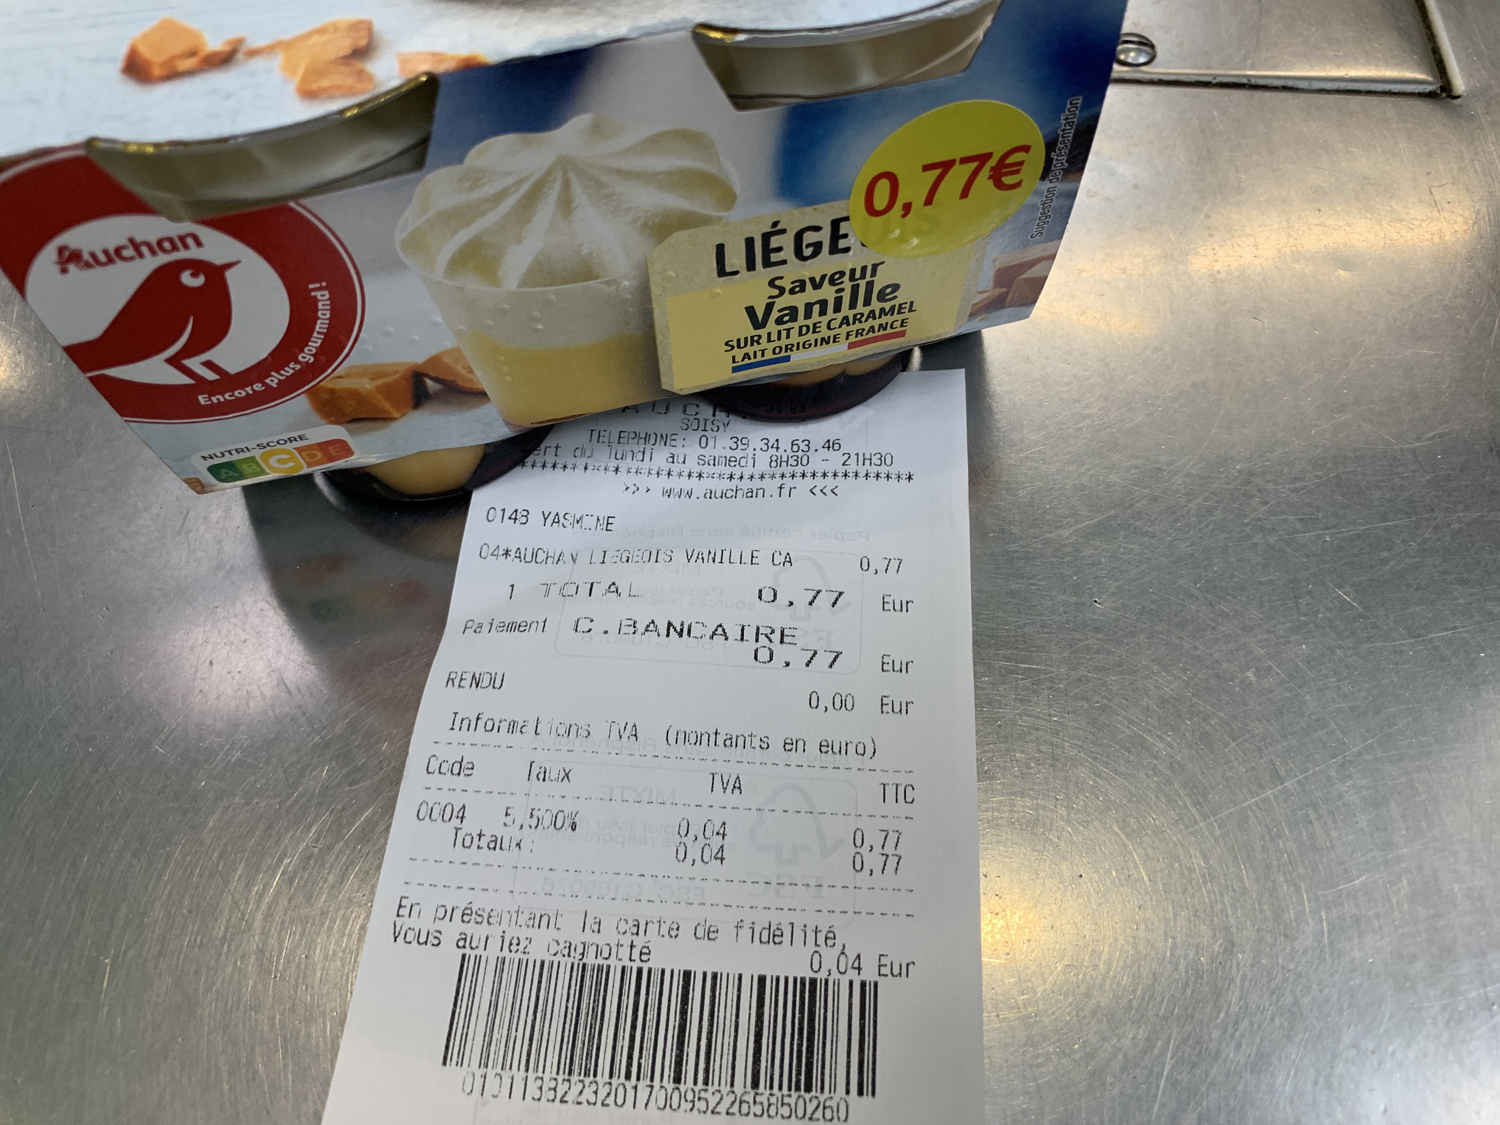 Auchan
Encore plus gourmand !
NUTRI-SCORE
A B C D E
0,77€
LIÉGEOIS
Saveur
Vanille
SUR LIT DE CARAMEL
LAIT ORIGINE FRANCE
Suggestion de présentation
SOISY
TELEPHONE: 01.39.34.63.46
ert du lundi au samedi 8H30 - 21H30
>>> www.auchan.fr <<<
0148 YASMINE
04*AUCHAN LIEGEOIS VANILLE CA 0,77
1 TOTAL 0,77 Eur
Paiement C.BANCAIRE
0,77 Eur
RENDU
0,00 Eur
Informations TVA (montants en euro)
Code Taux TVA TTC
0004 5,500% 0,04 0,77
Totaux: 0,04 0,77
En présentant la carte de fidélité,
Vous auriez cagnotté 0,04 Eur